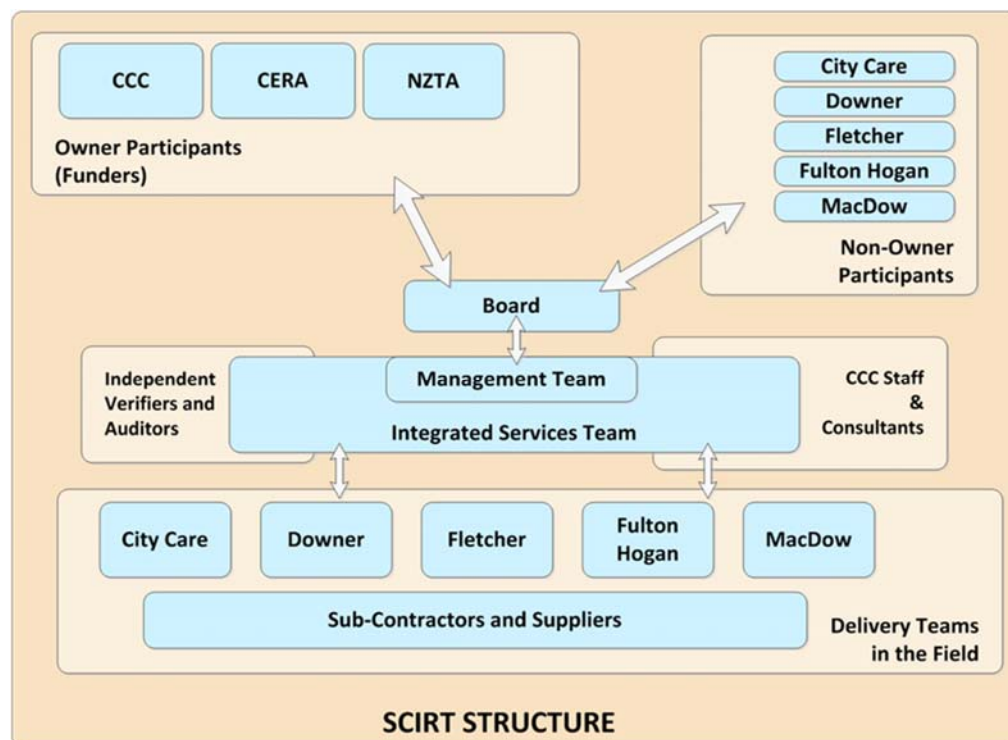 CCC
CERA
NZTA
Owner Participants
(Funders)
City Care
Downer
Fletcher
Fulton Hogan
MacDow
Non-Owner
Participants
Board
Independent
Verifiers and
Auditors
Management Team
Integrated Services Team
CCC Staff
&
Consultants
City Care
Downer
Fletcher
Fulton
Hogan
MacDow
Sub-Contractors and Suppliers
Delivery Teams
in the Field
SCIRT STRUCTURE